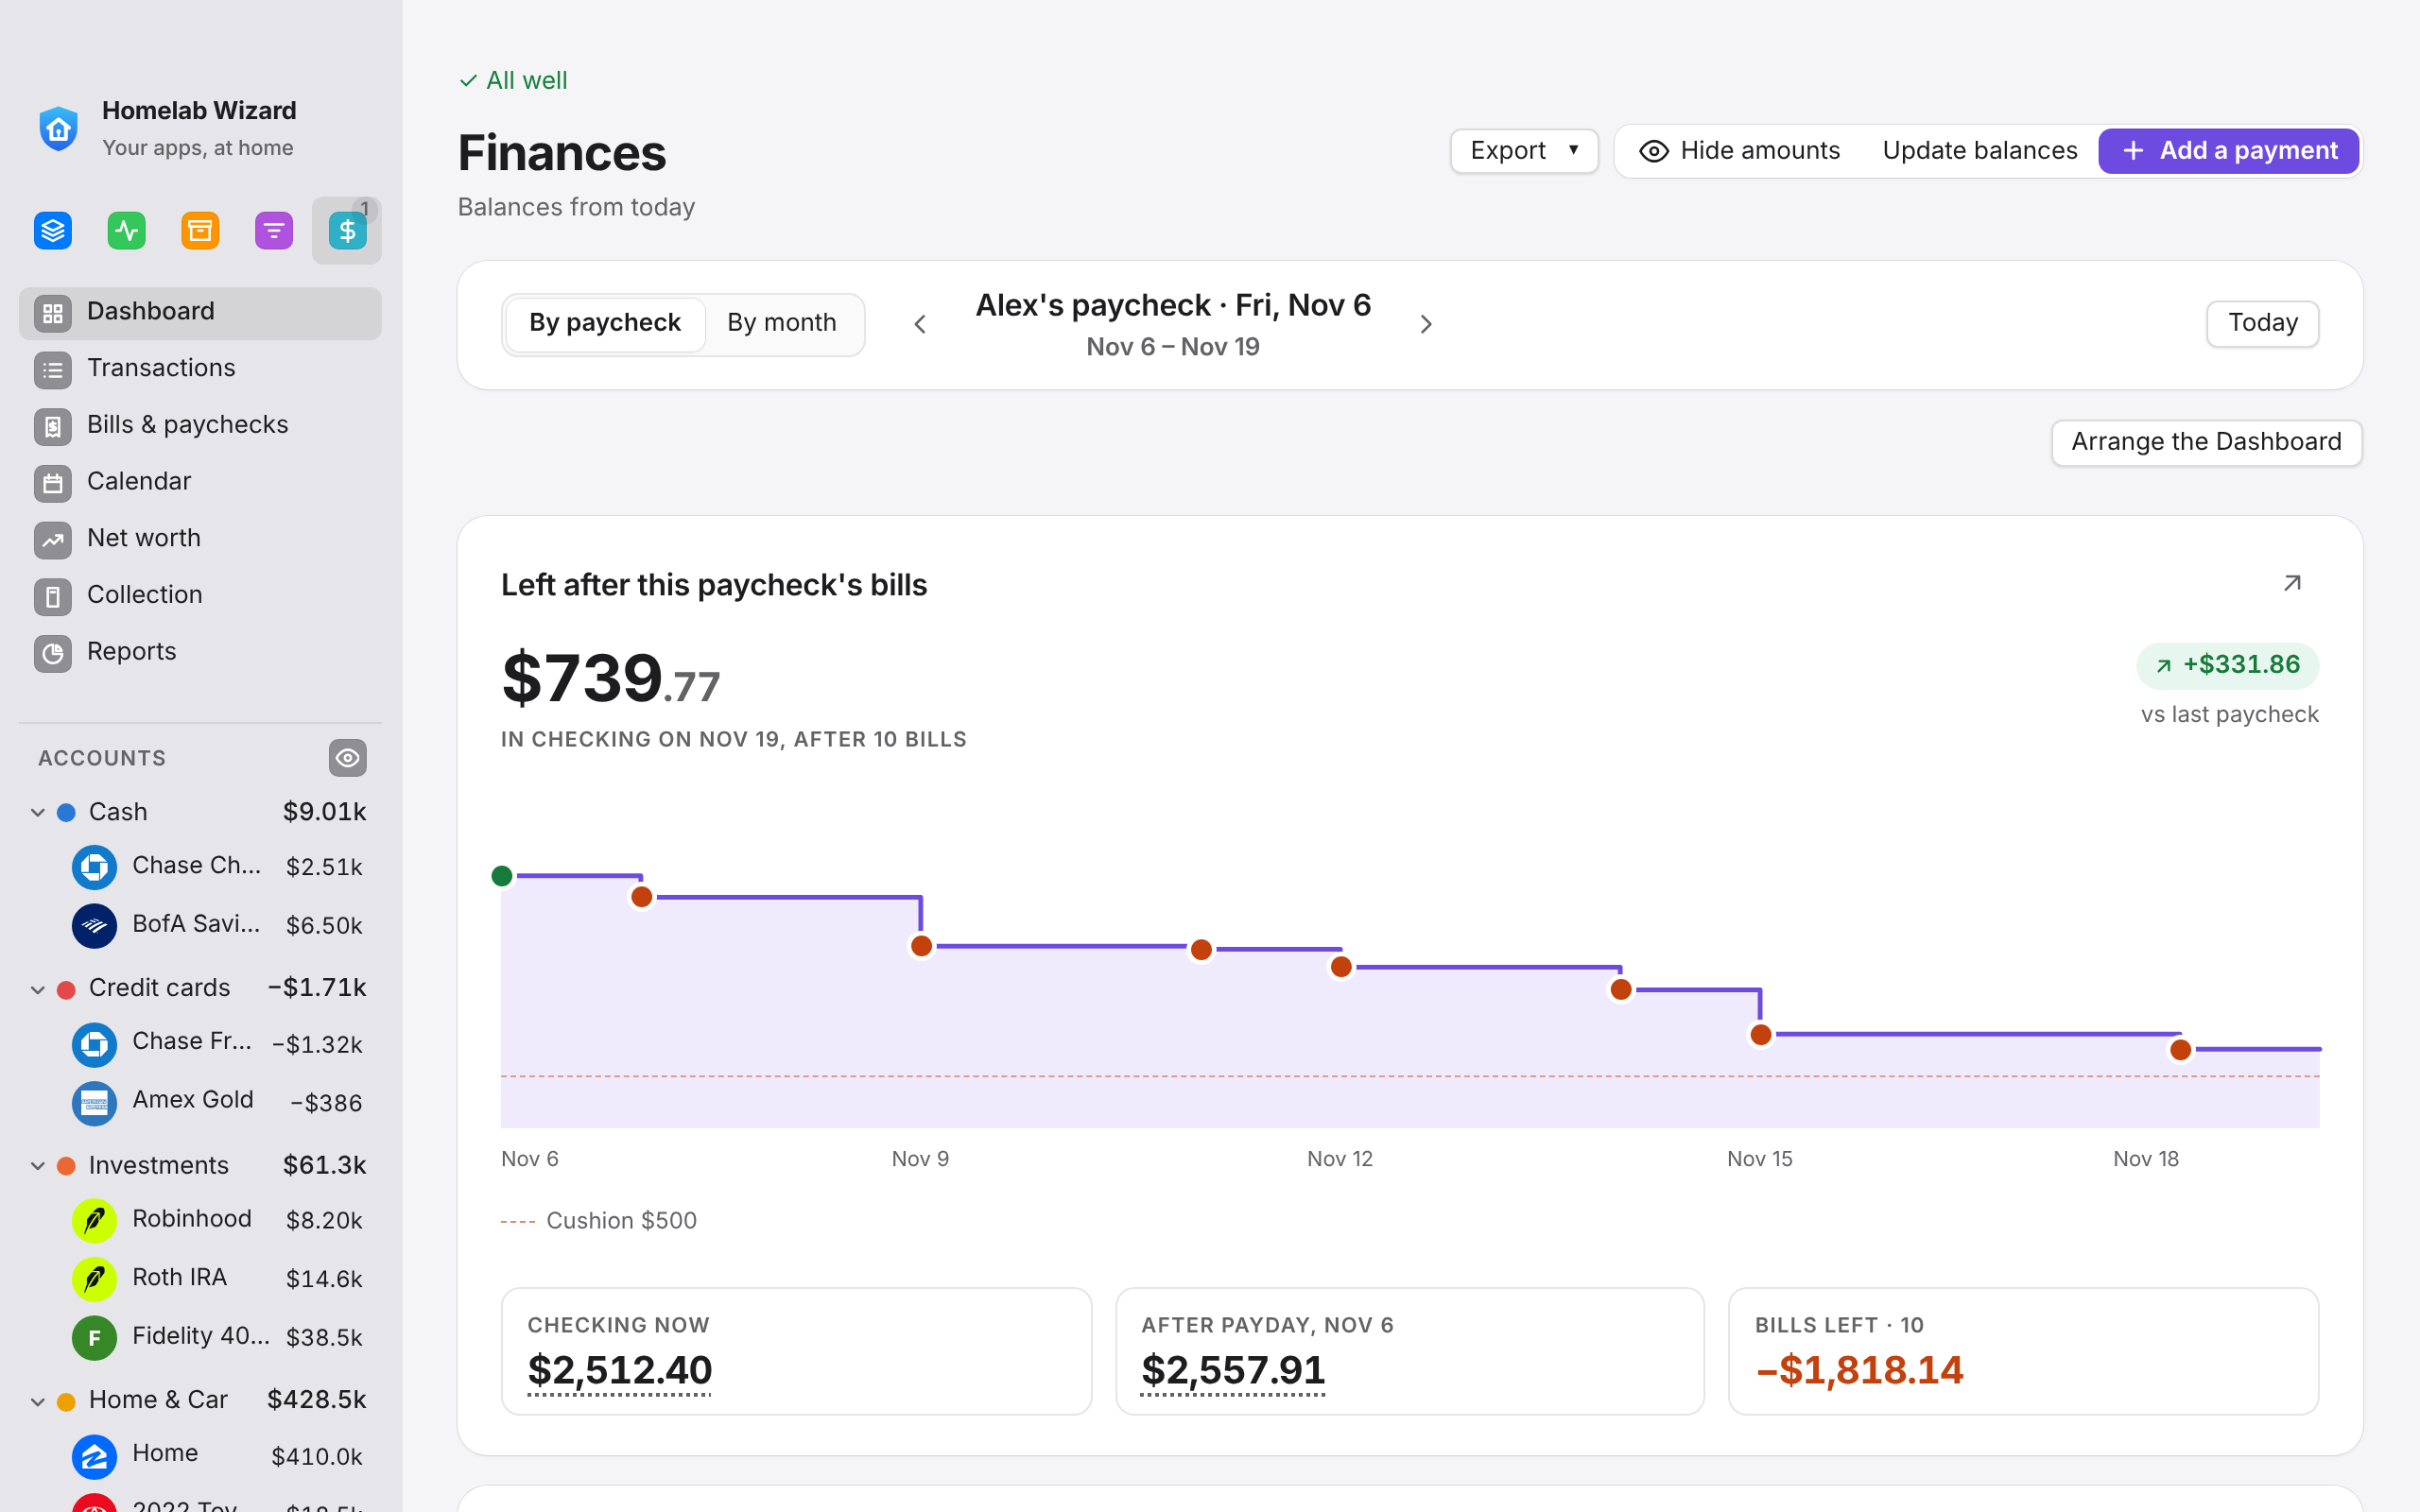 Homelab Wizard
Your apps, at home
1
Dashboard
Transactions
Bills & paychecks
Calendar
Net worth
Collection
Reports
ACCOUNTS
Cash $9.01k
Chase Ch... $2.51k
BofA Savi... $6.50k
Credit cards −$1.71k
Chase Fr... −$1.32k
Amex Gold −$386
Investments $61.3k
Robinhood $8.20k
Roth IRA $14.6k
F Fidelity 40... $38.5k
Home & Car $428.5k
Home $410.0k
All well
Finances
Balances from today
Export
Hide amounts
Update balances
Add a payment
By paycheck
By month
Alex's paycheck · Fri, Nov 6
Nov 6 – Nov 19
Today
Arrange the Dashboard
Left after this paycheck's bills
$739.77
IN CHECKING ON NOV 19, AFTER 10 BILLS
+$331.86
vs last paycheck
Nov 6 Nov 9 Nov 12 Nov 15 Nov 18
Cushion $500
CHECKING NOW
$2,512.40
AFTER PAYDAY, NOV 6
$2,557.91
BILLS LEFT · 10
−$1,818.14